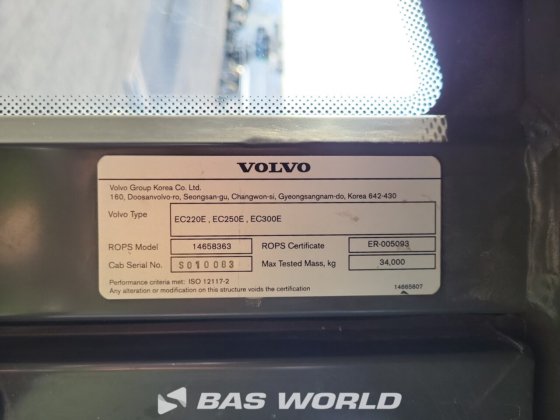 VOLVO
Volvo Group Korea Co. Ltd.
160, Doosanvolvo-ro, Seongsan-gu, Changwon-si, Gyeongsangnam-do, Korea 642-430
Volvo Type EC220E , EC250E , EC300E
ROPS Model 14658363 ROPS Certificate ER-005093
Cab Serial No. S010003 Max Tested Mass, kg 34,000
Performance criteria met: ISO 12117-2
Any alteration or modification on this structure voids the certification 14665807
BAS WORLD